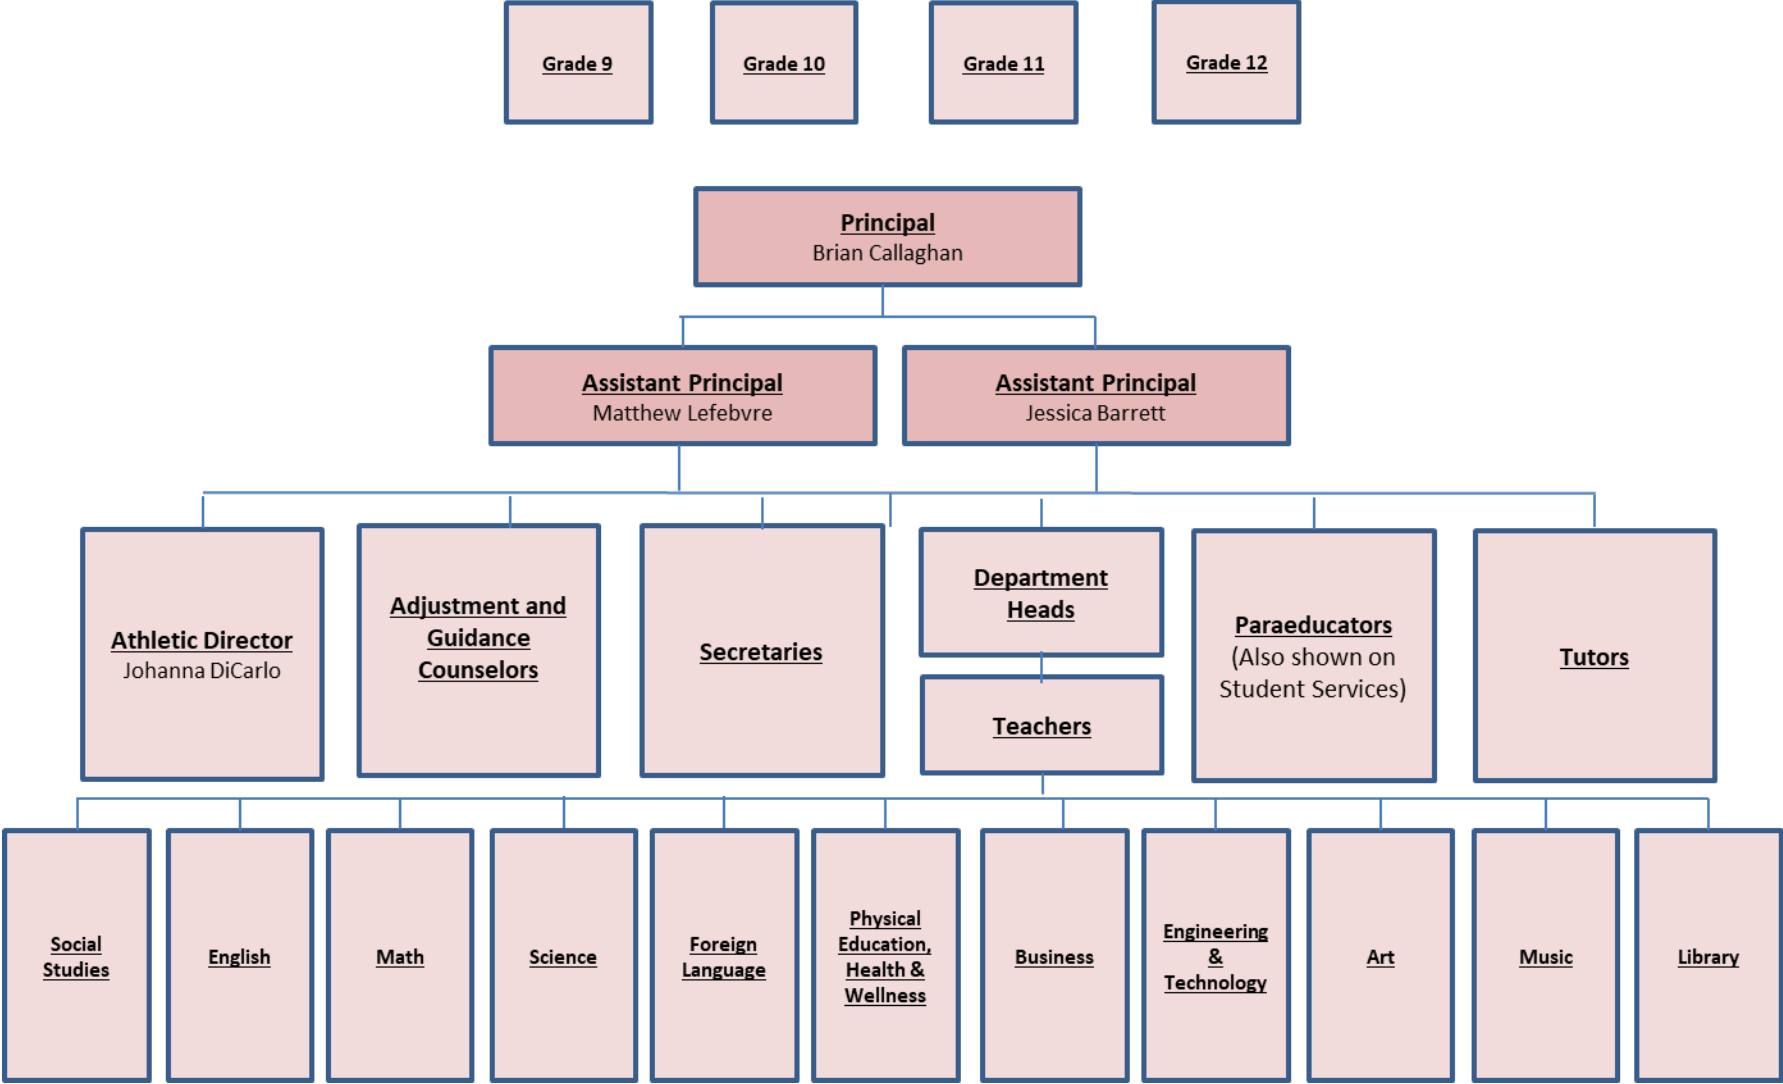 Grade 9
Grade 10
Grade 11
Grade 12
Principal
Brian Callaghan
Assistant Principal
Matthew Lefebvre
Assistant Principal
Jessica Barrett
Athletic Director
Johanna DiCarlo
Adjustment and
Guidance
Counselors
Secretaries
Department
Heads
Teachers
Paraeducators
(Also shown on
Student Services)
Tutors
Social
Studies
English
Math
Science
Foreign
Language
Physical
Education,
Health &
Wellness
Business
Engineering
&
Technology
Art
Music
Library